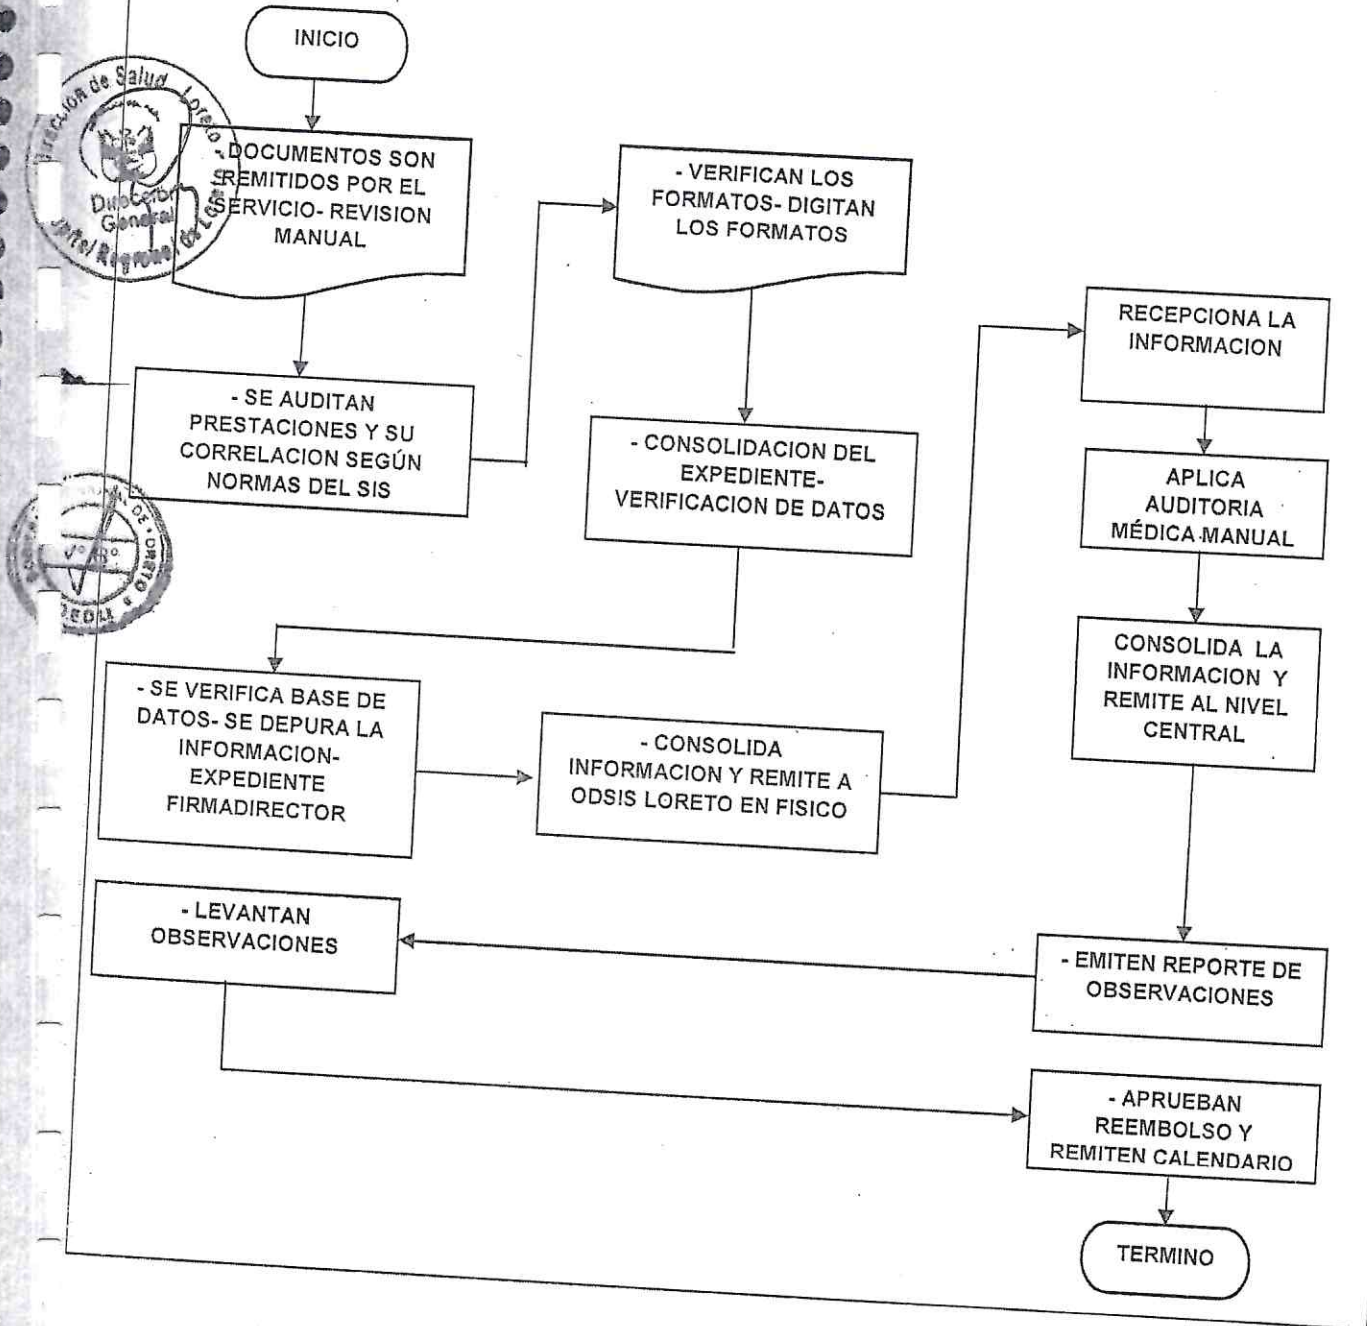 INICIO
- DOCUMENTOS SON
REMITIDOS POR EL
SERVICIO- REVISION
MANUAL
- SE AUDITAN
PRESTACIONES Y SU
CORRELACION SEGÚN
NORMAS DEL SIS
- VERIFICAN LOS
FORMATOS- DIGITAN
LOS FORMATOS
- CONSOLIDACION DEL
EXPEDIENTE-
VERIFICACION DE DATOS
- SE VERIFICA BASE DE
DATOS- SE DEPURA LA
INFORMACION-
EXPEDIENTE
FIRMADIRECTOR
- CONSOLIDA
INFORMACION Y REMITE A
ODSIS LORETO EN FISICO
RECEPCIONA LA
INFORMACION
APLICA
AUDITORIA
MÉDICA MANUAL
CONSOLIDA LA
INFORMACION Y
REMITE AL NIVEL
CENTRAL
- EMITEN REPORTE DE
OBSERVACIONES
- LEVANTAN
OBSERVACIONES
- APRUEBAN
REEMBOLSO Y
REMITEN CALENDARIO
TERMINO
de Salud Loreto
General
Regional de
Vº Bº